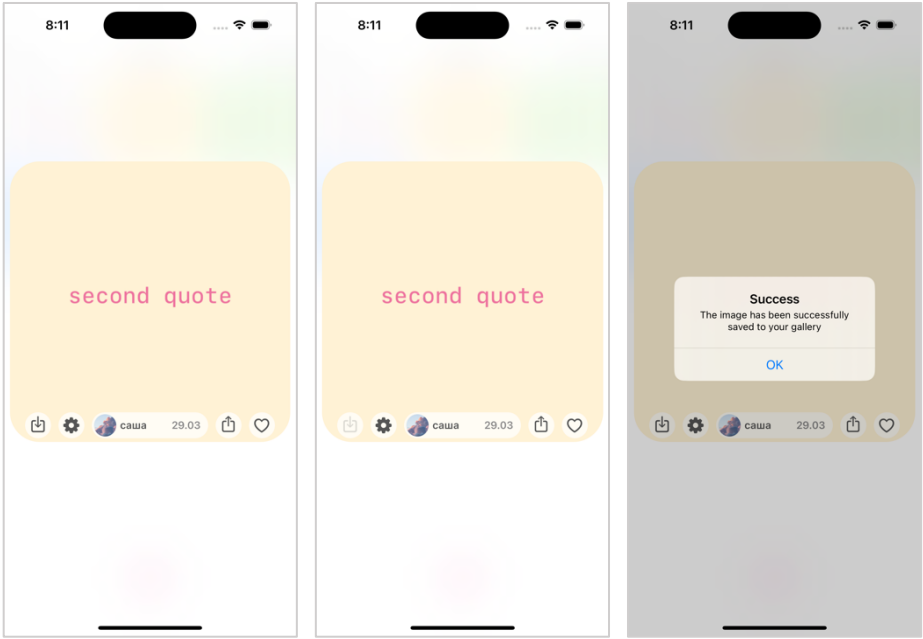 8:11
second quote
саша 29.03
8:11
second quote
саша 29.03
8:11
Success
The image has been successfully
saved to your gallery
OK
саша 29.03